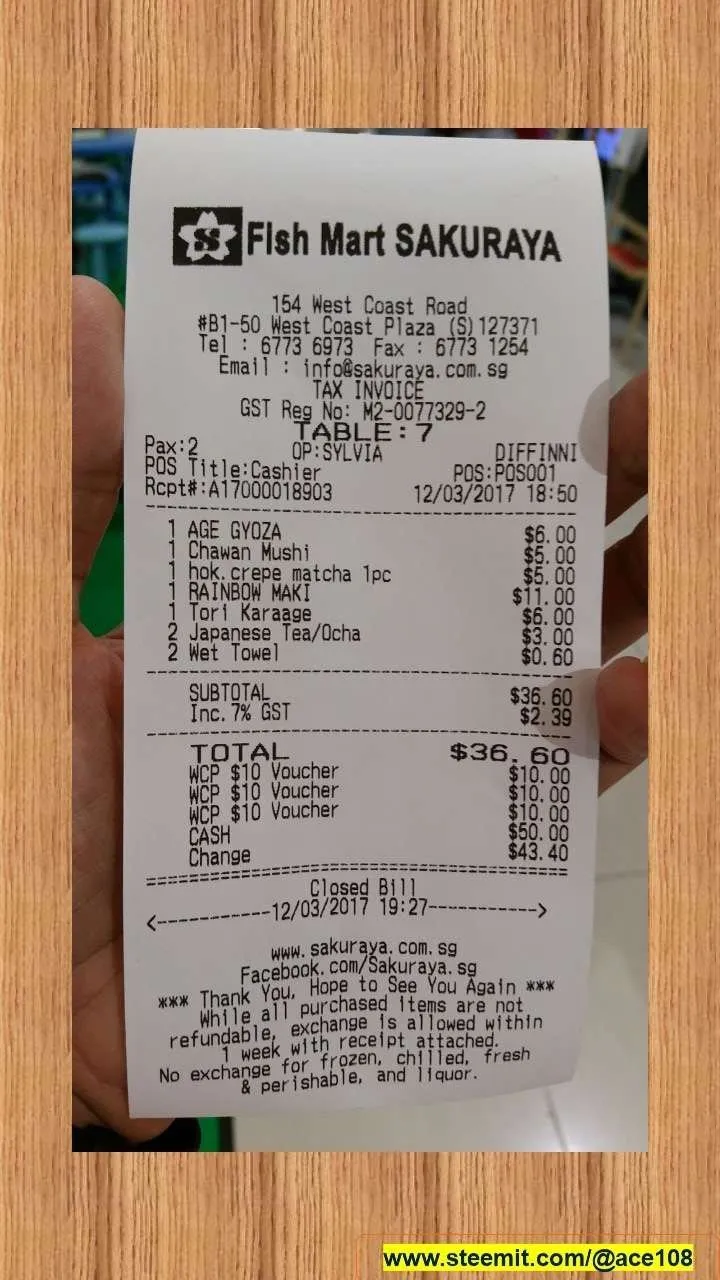 S Fish Mart SAKURAYA
154 West Coast Road
#B1-50 West Coast Plaza (S)127371
Tel : 6773 6973 Fax : 6773 1254
Email : info@sakuraya.com.sg
TAX INVOICE
GST Reg No: M2-0077329-2
TABLE:7
Pax:2 OP:SYLVIA DIFFINNI
POS Title:Cashier POS:POS001
Rcpt#:A17000018903 12/03/2017 18:50
1 AGE GYOZA $6.00
1 Chawan Mushi $5.00
1 hok.crepe matcha 1pc $5.00
1 RAINBOW MAKI $11.00
1 Tori Karaage $6.00
2 Japanese Tea/Ocha $3.00
2 Wet Towel $0.60
SUBTOTAL $36.60
Inc.7% GST $2.39
TOTAL $36.60
WCP $10 Voucher $10.00
WCP $10 Voucher $10.00
WCP $10 Voucher $10.00
CASH $50.00
Change $43.40
Closed Bill
<-----------12/03/2017 19:27----------->
www.sakuraya.com.sg
Facebook.com/Sakuraya.sg
*** Thank You, Hope to See You Again ***
While all purchased items are not
refundable, exchange is allowed within
1 week with receipt attached.
No exchange for frozen, chilled, fresh
& perishable, and liquor.
www.steemit.com/@ace108